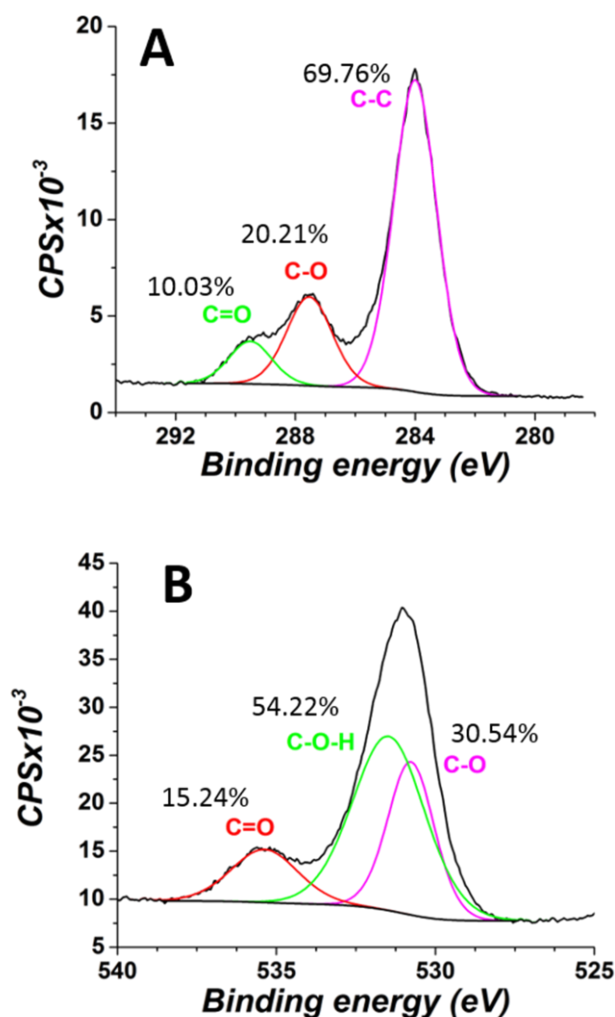 A
20
15
10
5
0
CPSx10⁻³
69.76%
C-C
20.21%
C-O
10.03%
C=O
292 288 284 280
Binding energy (eV)
B
45
40
35
30
25
20
15
10
5
CPSx10⁻³
54.22%
C-O-H
30.54%
C-O
15.24%
C=O
540 535 530 525
Binding energy (eV)